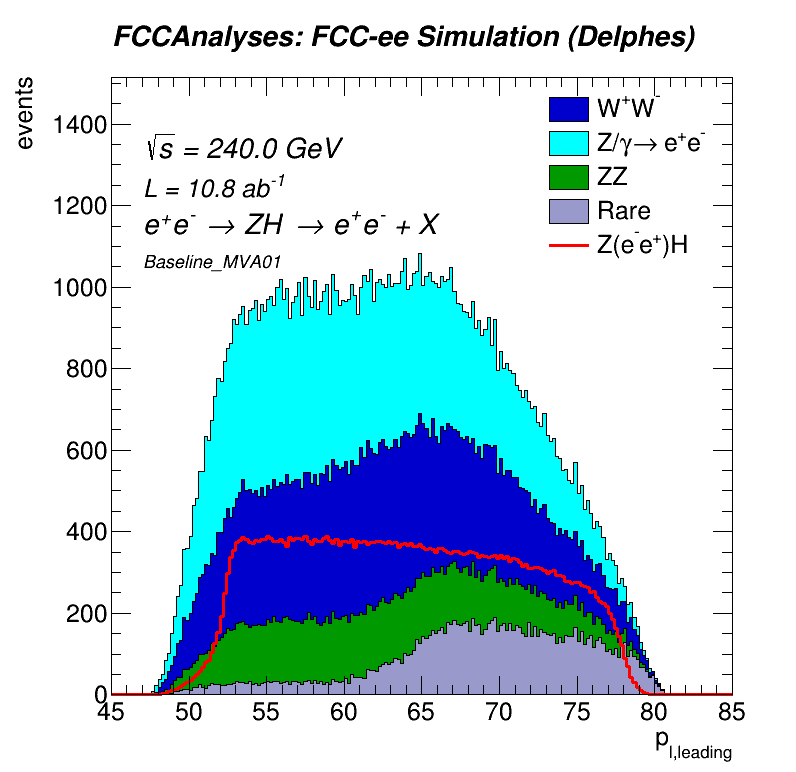 FCCAnalyses: FCC-ee Simulation (Delphes)
events
1400
1200
1000
800
600
400
200
0
√s = 240.0 GeV
L = 10.8 ab⁻¹
e⁺e⁻ → ZH → e⁺e⁻ + X
Baseline_MVA01
W⁺W⁻
Z/γ→ e⁺e⁻
ZZ
Rare
Z(e⁻e⁺)H
45 50 55 60 65 70 75 80 85
p_l,leading